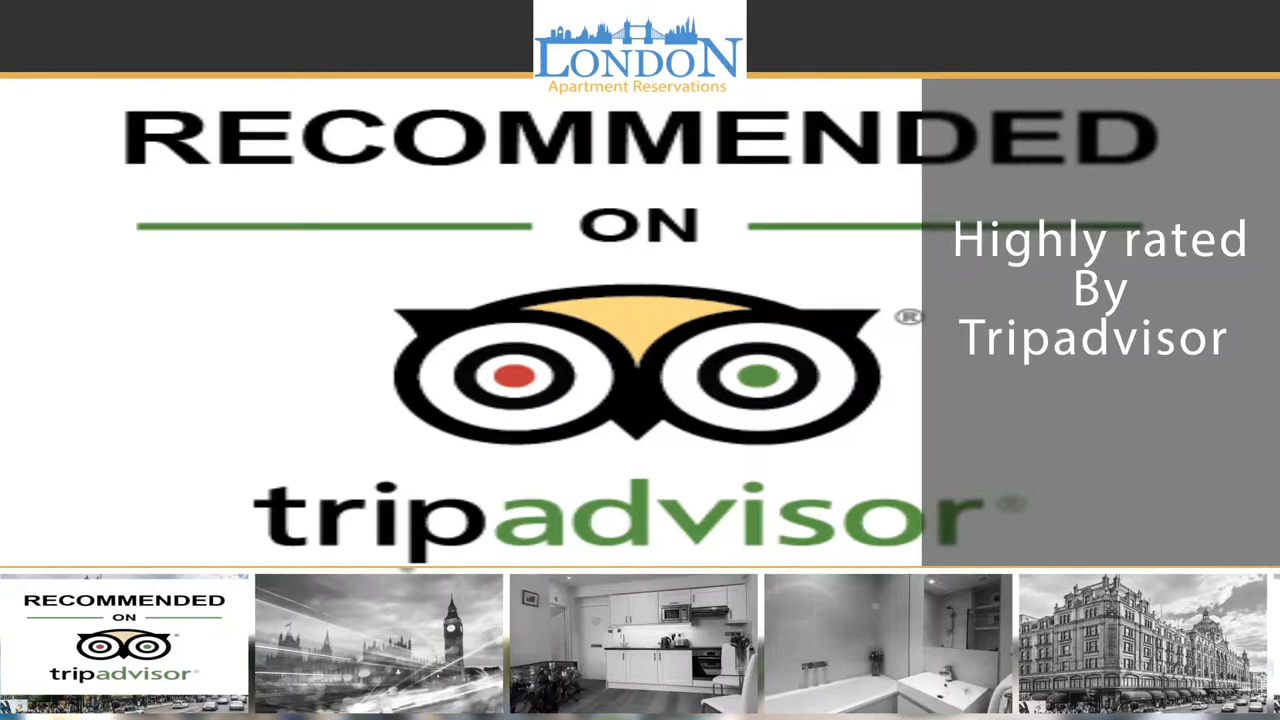 LONDON
Apartment Reservations
RECOMMENDED
ON
®
tripadvisor®
Highly rated
By
Tripadvisor
RECOMMENDED
ON
tripadvisor